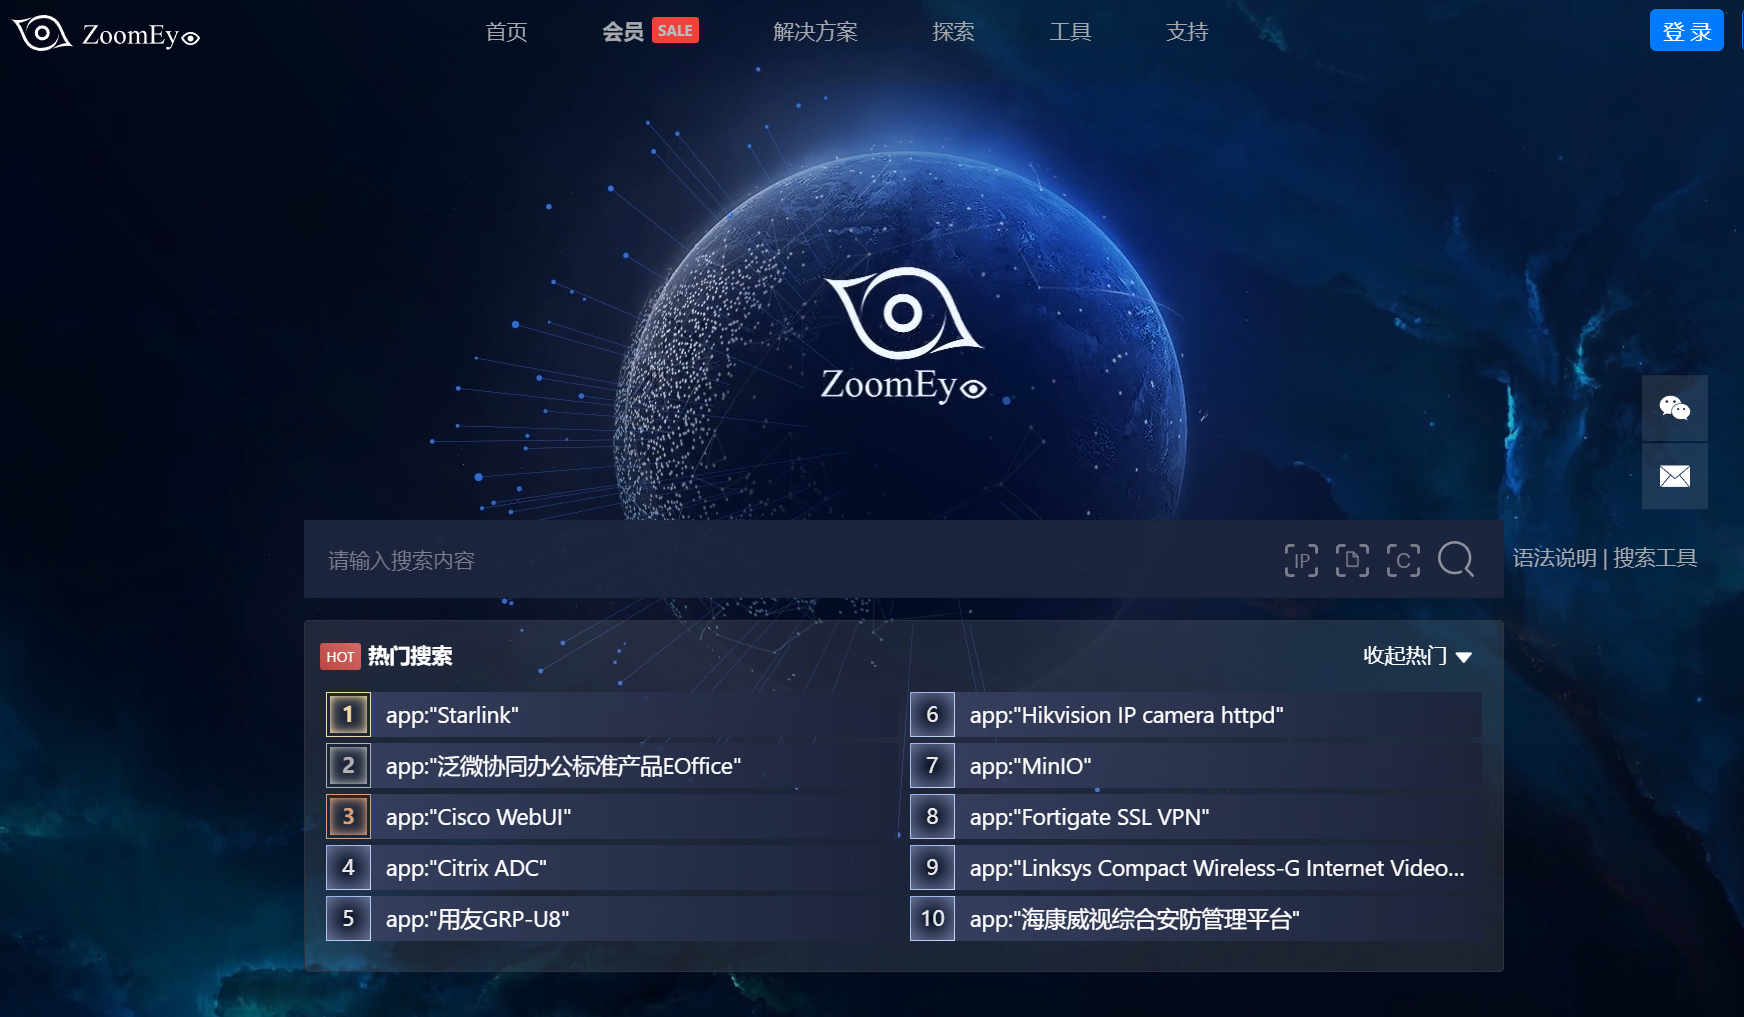 ZoomEye
首页
会员 SALE
解决方案
探索
工具
支持
登 录
ZoomEye
请输入搜索内容
IP
C
语法说明 | 搜索工具
HOT 热门搜索
收起热门
1 app:"Starlink"
2 app:"泛微协同办公标准产品EOffice"
3 app:"Cisco WebUI"
4 app:"Citrix ADC"
5 app:"用友GRP-U8"
6 app:"Hikvision IP camera httpd"
7 app:"MinIO"
8 app:"Fortigate SSL VPN"
9 app:"Linksys Compact Wireless-G Internet Video...
10 app:"海康威视综合安防管理平台"